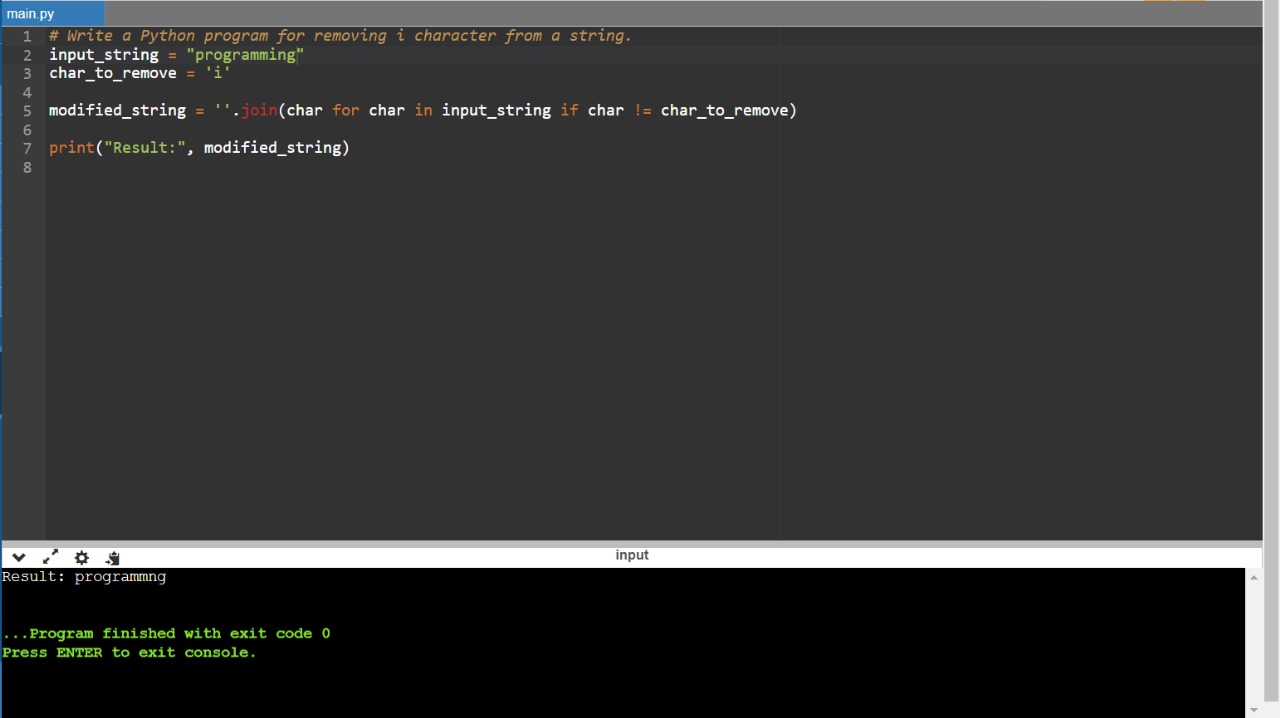 main.py
1 # Write a Python program for removing i character from a string.
2 input_string = "programming"
3 char_to_remove = 'i'
4
5 modified_string = ''.join(char for char in input_string if char != char_to_remove)
6
7 print("Result:", modified_string)
8
input
Result: programmng
...Program finished with exit code 0
Press ENTER to exit console.